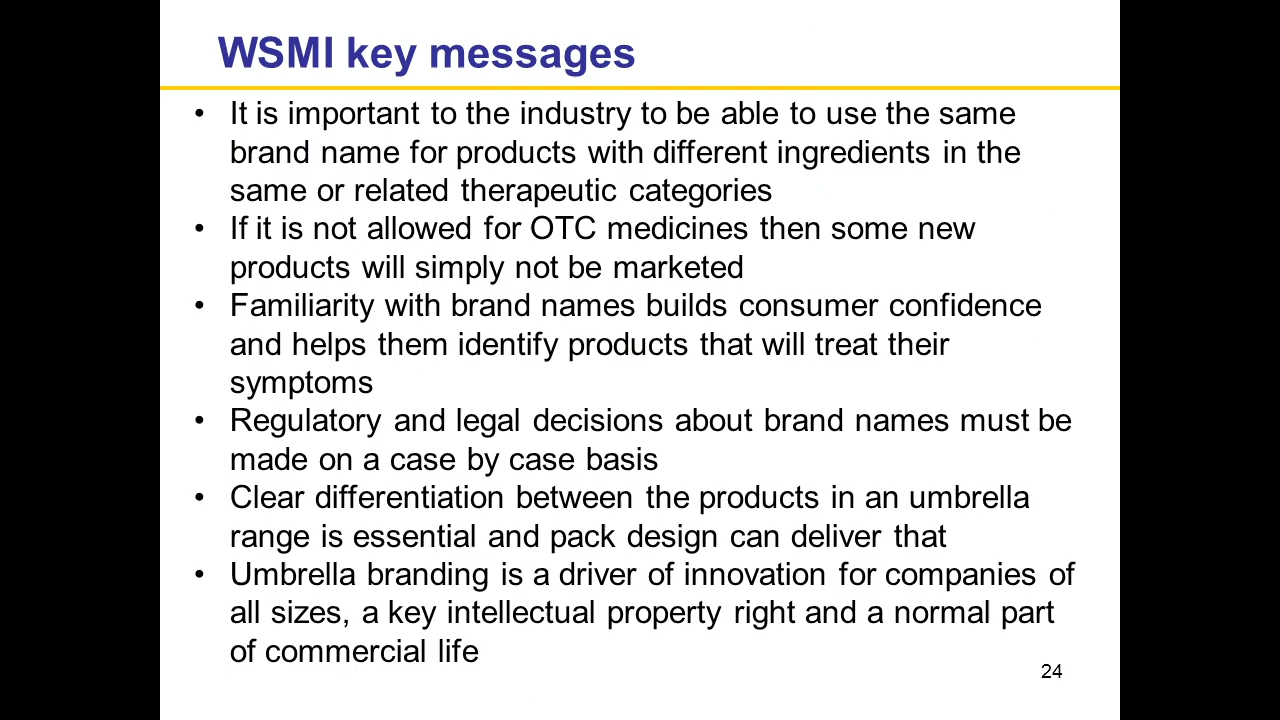 WSMI key messages
• It is important to the industry to be able to use the same
brand name for products with different ingredients in the
same or related therapeutic categories
• If it is not allowed for OTC medicines then some new
products will simply not be marketed
• Familiarity with brand names builds consumer confidence
and helps them identify products that will treat their
symptoms
• Regulatory and legal decisions about brand names must be
made on a case by case basis
• Clear differentiation between the products in an umbrella
range is essential and pack design can deliver that
• Umbrella branding is a driver of innovation for companies of
all sizes, a key intellectual property right and a normal part
of commercial life
24